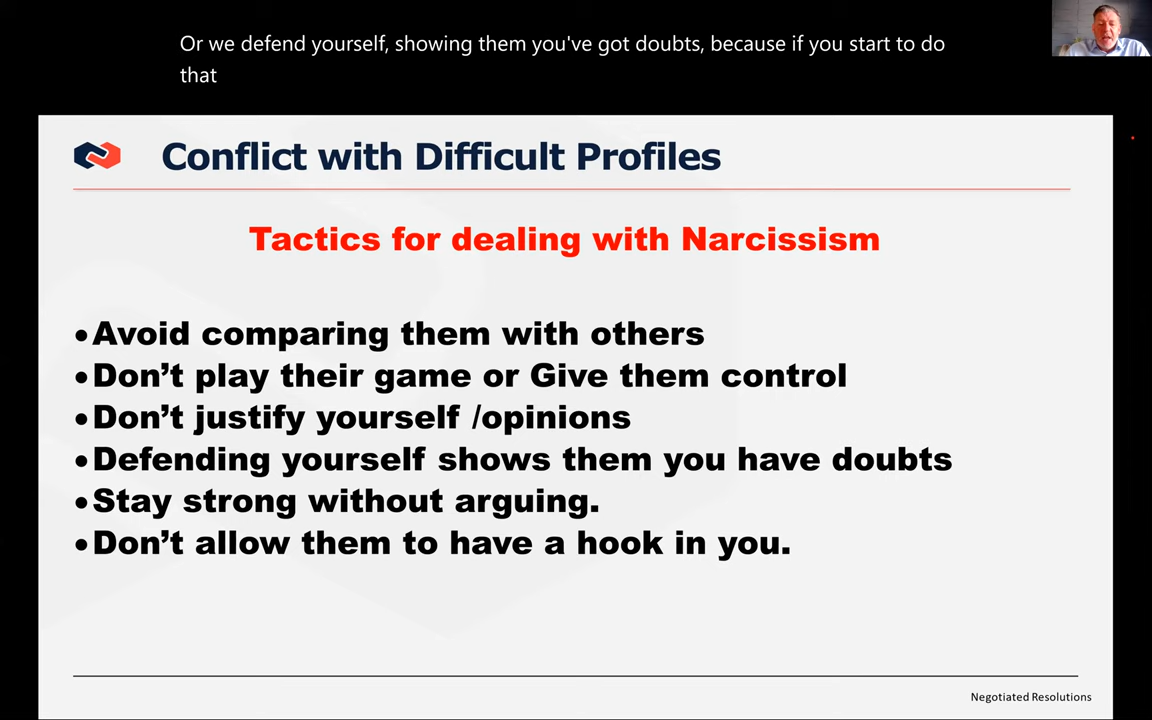 Or we defend yourself, showing them you've got doubts, because if you start to do
that
Conflict with Difficult Profiles
Tactics for dealing with Narcissism
•Avoid comparing them with others
•Don’t play their game or Give them control
•Don’t justify yourself /opinions
•Defending yourself shows them you have doubts
•Stay strong without arguing.
•Don’t allow them to have a hook in you.
Negotiated Resolutions